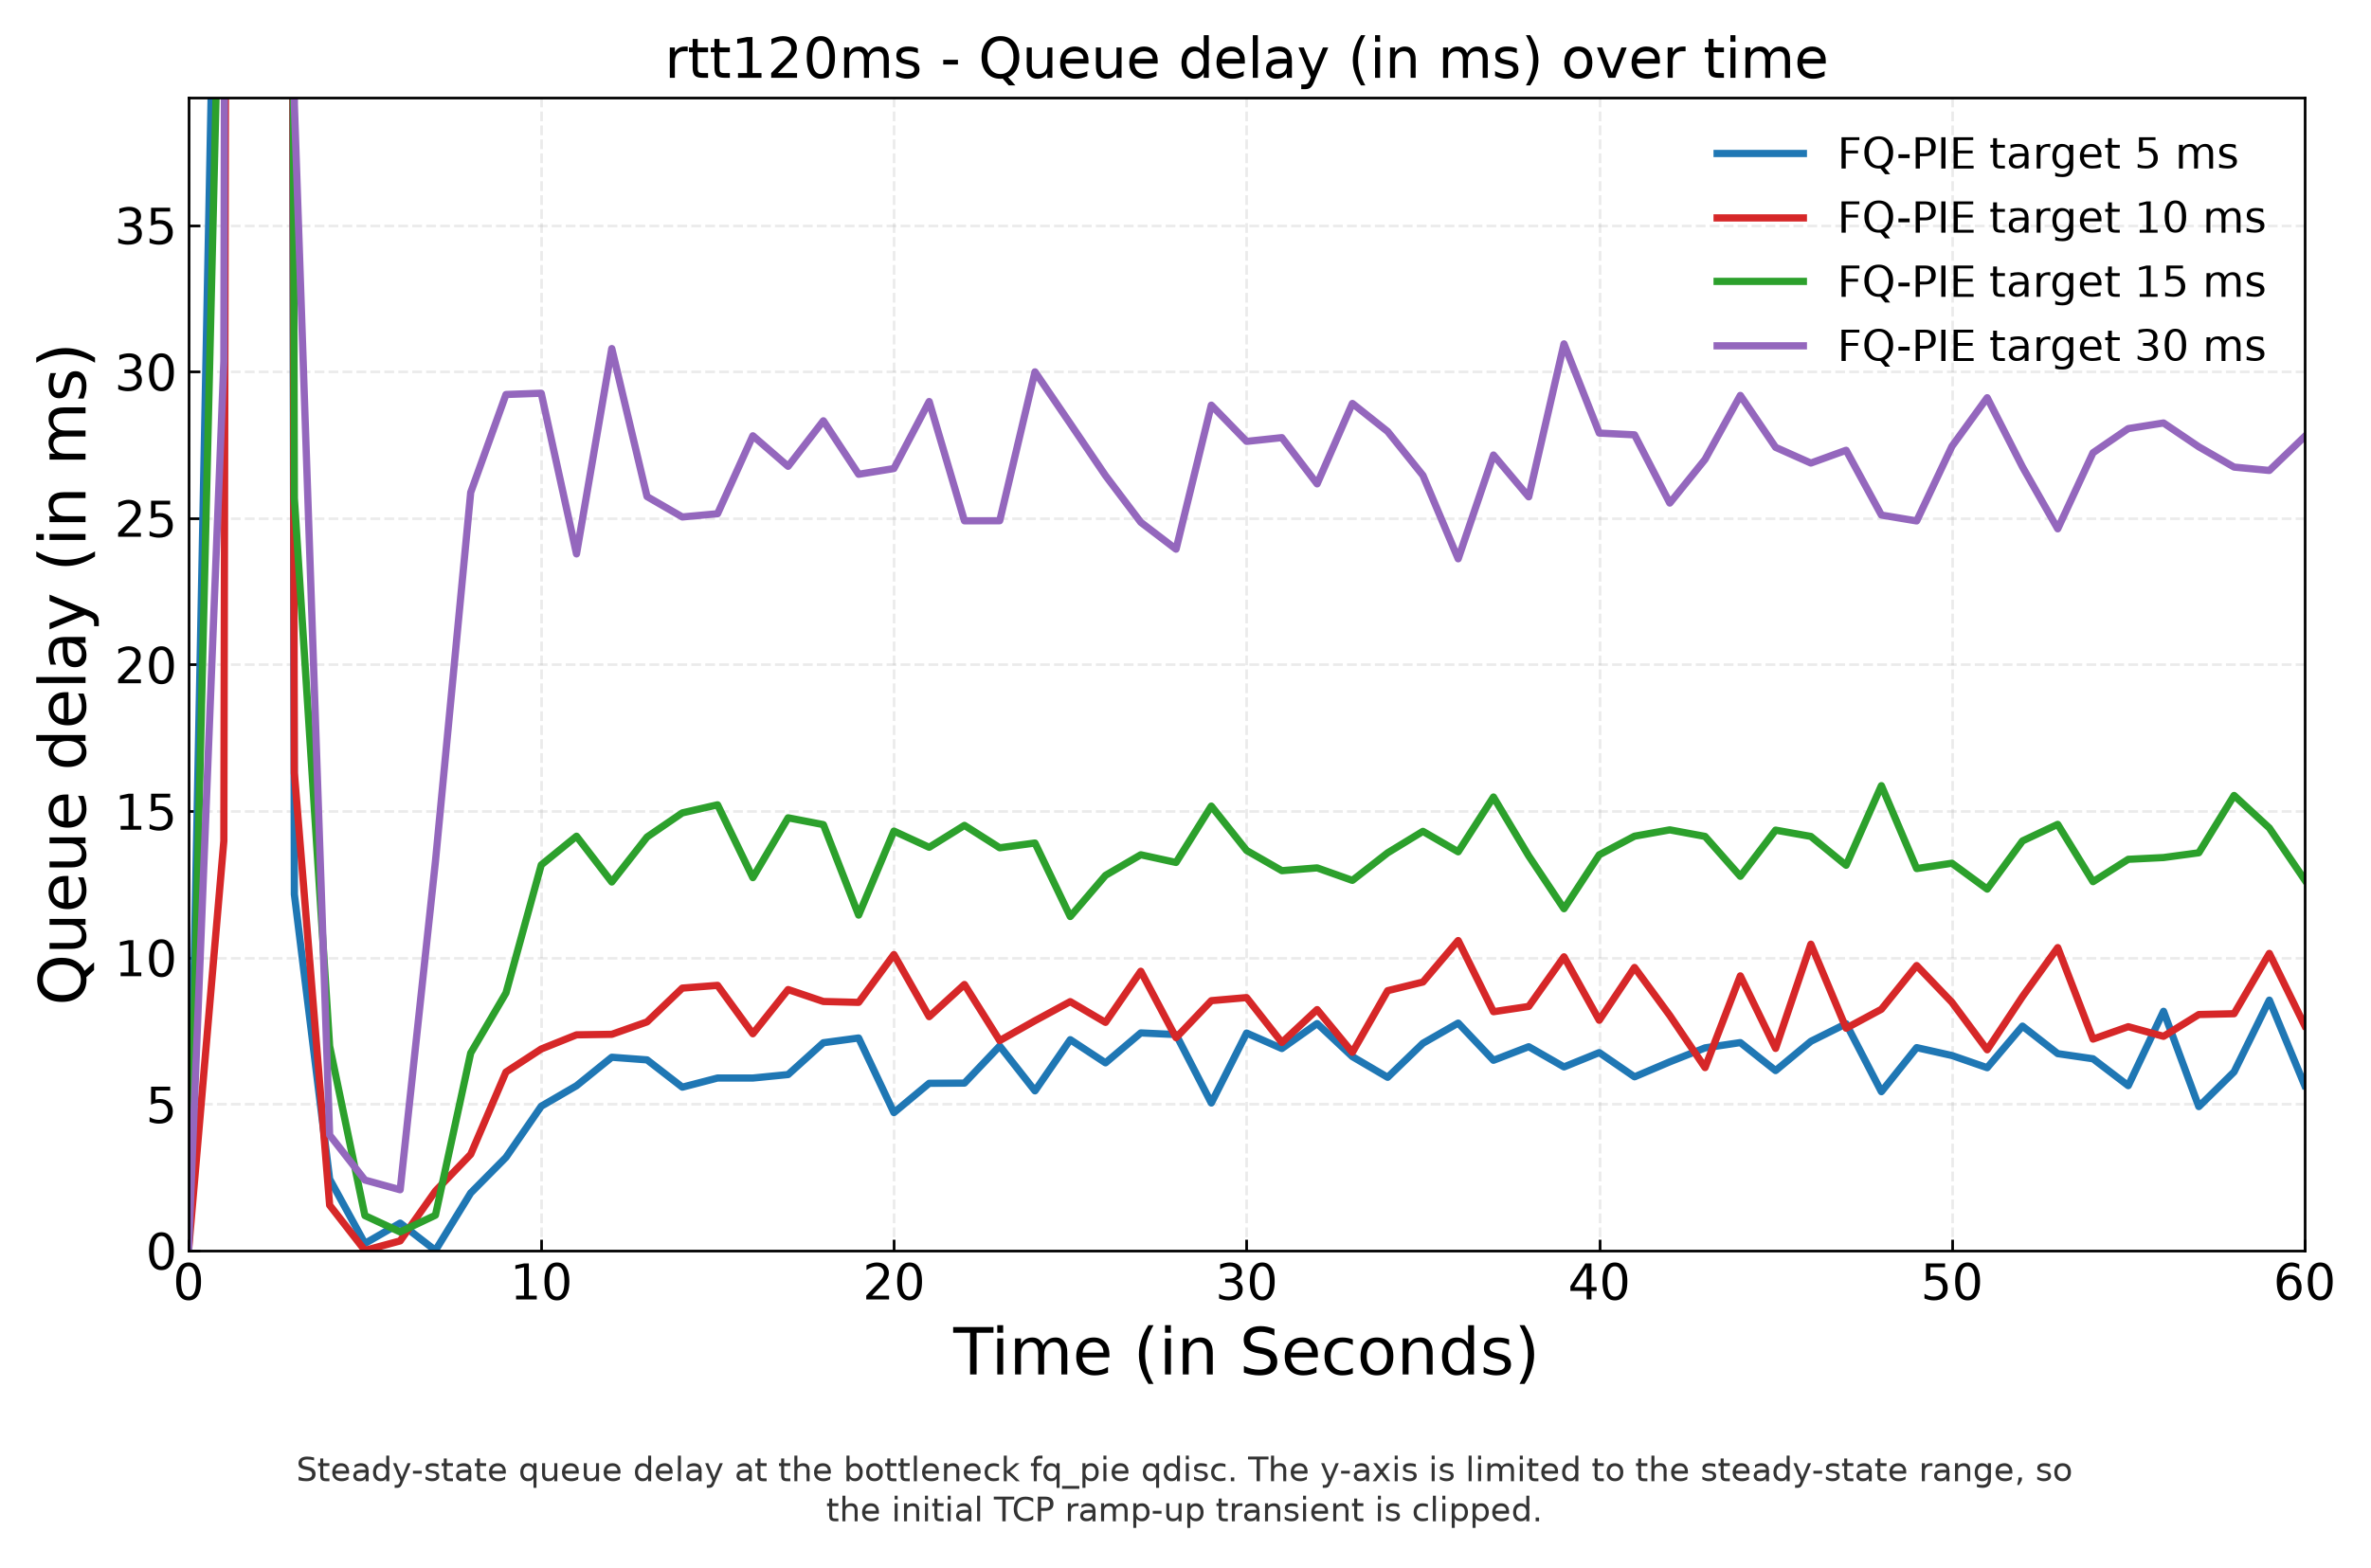 rtt120ms - Queue delay (in ms) over time
FQ-PIE target 5 ms
FQ-PIE target 10 ms
FQ-PIE target 15 ms
FQ-PIE target 30 ms
Queue delay (in ms)
35
30
25
20
15
10
5
0
0 10 20 30 40 50 60
Time (in Seconds)
Steady-state queue delay at the bottleneck fq_pie qdisc. The y-axis is limited to the steady-state range, so
the initial TCP ramp-up transient is clipped.